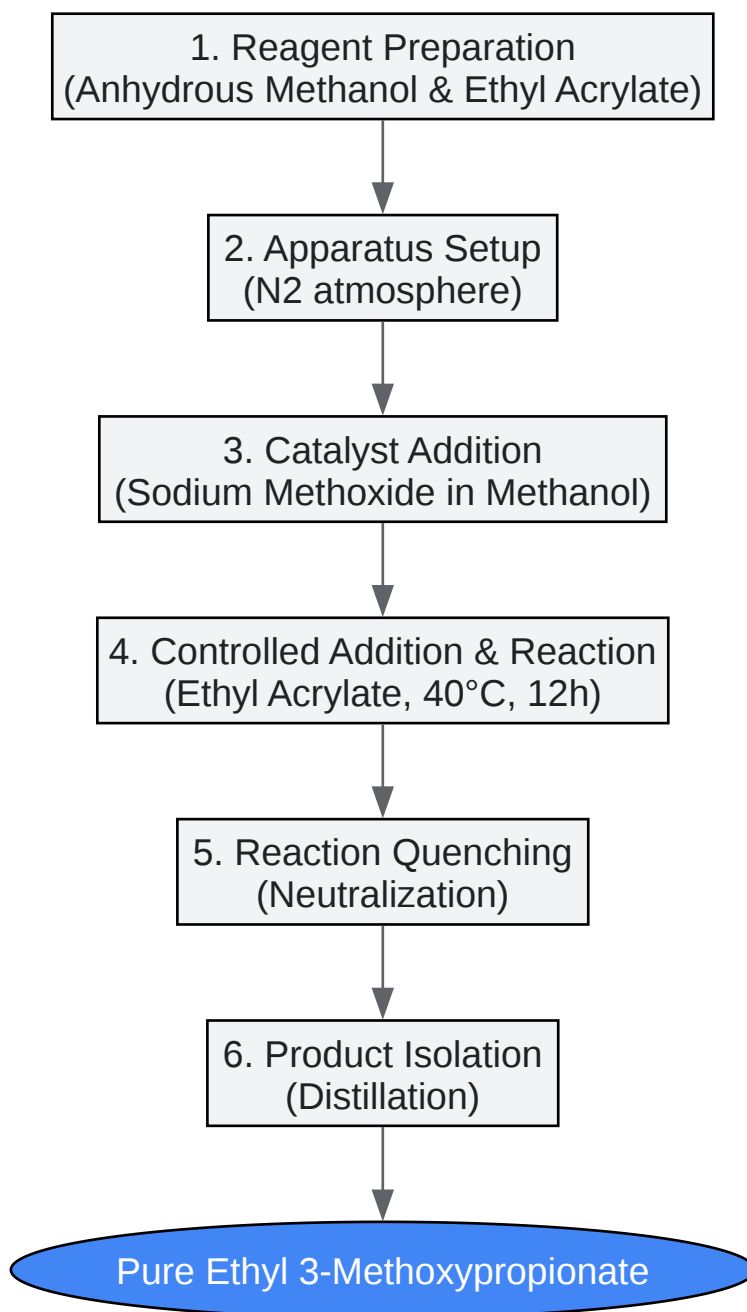 1. Reagent Preparation
(Anhydrous Methanol & Ethyl Acrylate)
2. Apparatus Setup
(N2 atmosphere)
3. Catalyst Addition
(Sodium Methoxide in Methanol)
4. Controlled Addition & Reaction
(Ethyl Acrylate, 40°C, 12h)
5. Reaction Quenching
(Neutralization)
6. Product Isolation
(Distillation)
Pure Ethyl 3-Methoxypropionate